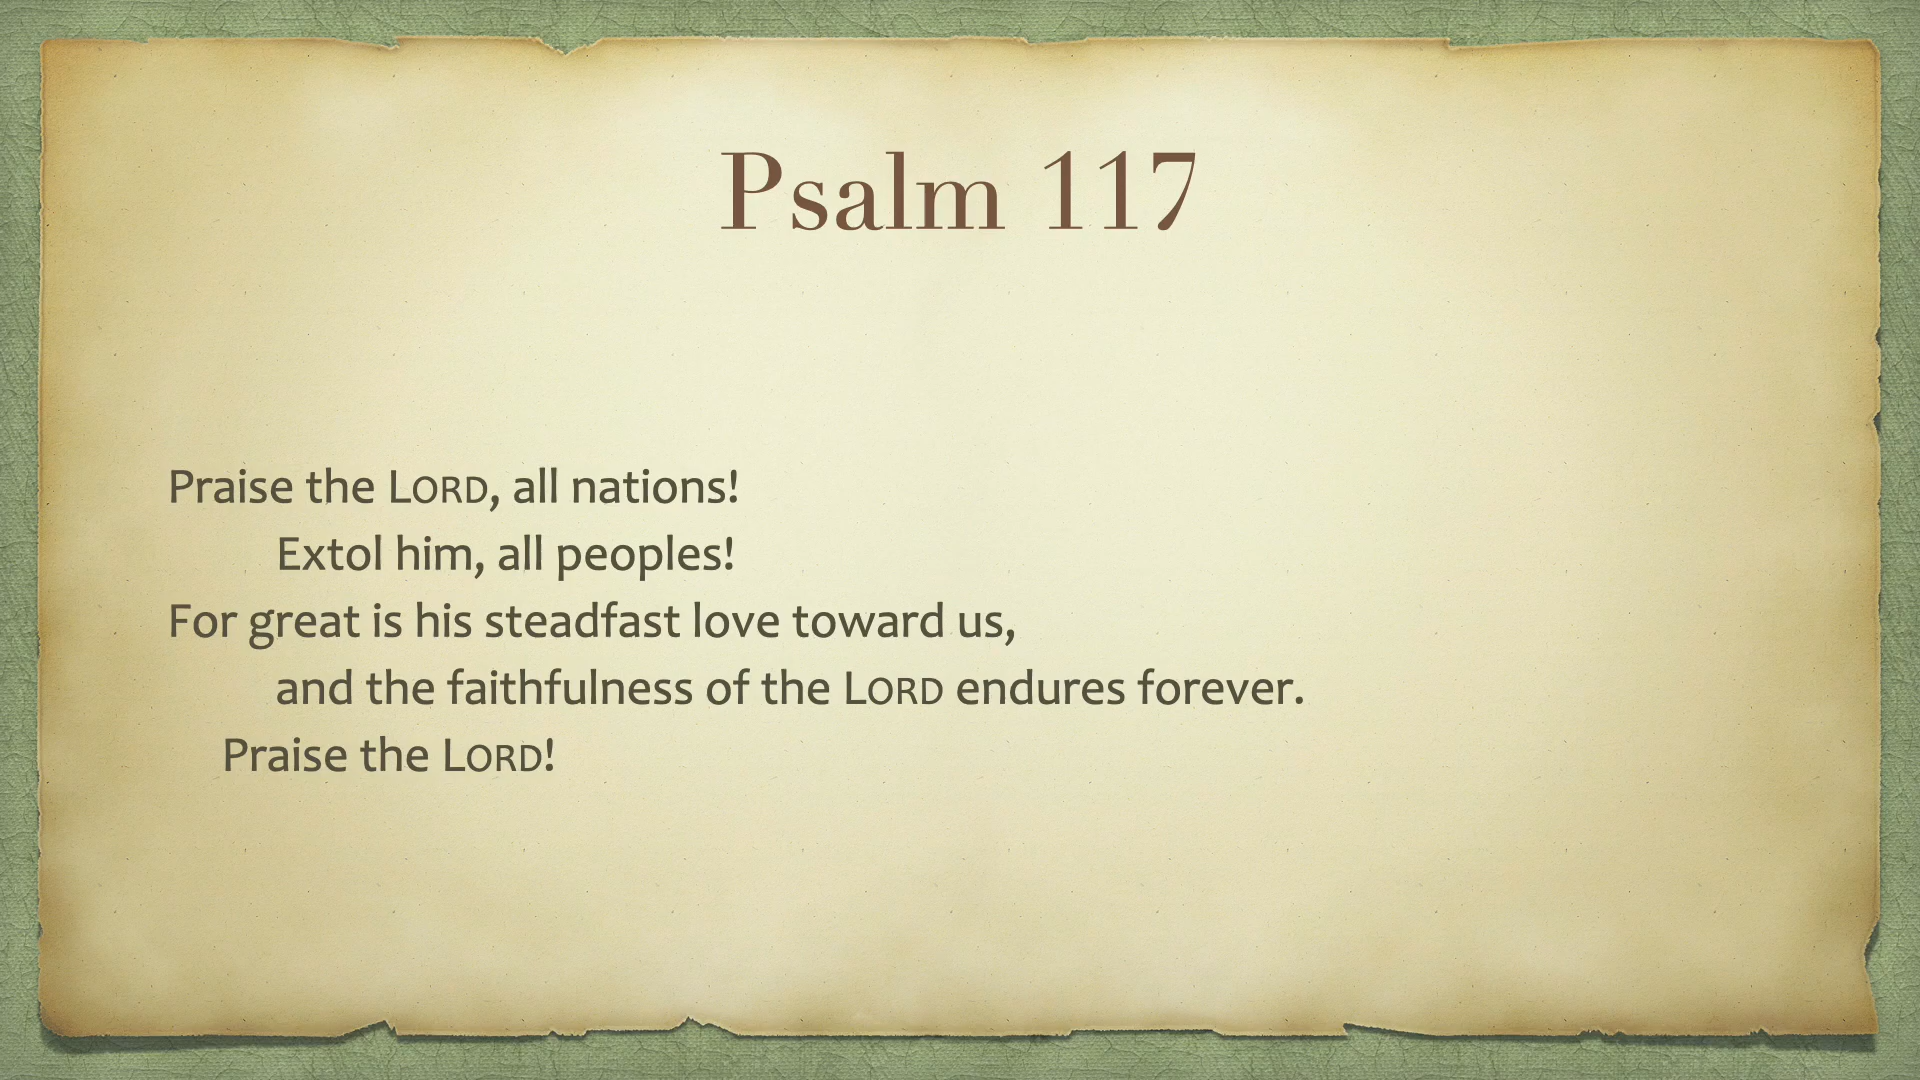 Psalm 117
Praise the LORD, all nations!
Extol him, all peoples!
For great is his steadfast love toward us,
and the faithfulness of the LORD endures forever.
Praise the LORD!